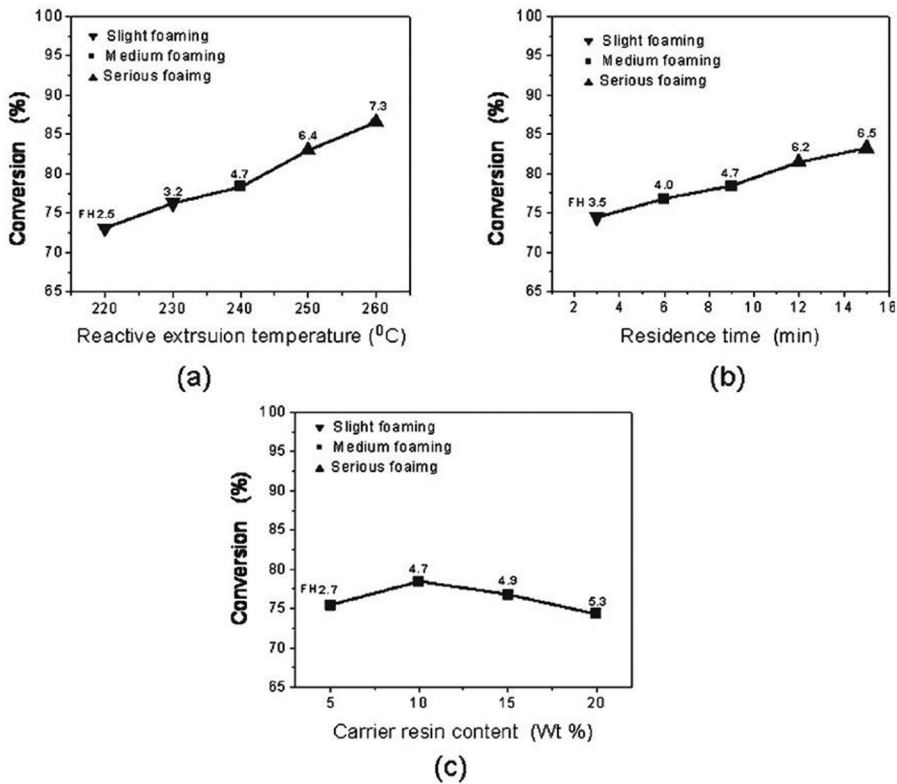 100
95
90
85
80
75
70
65
Conversion (%)
Slight foaming
Medium foaming
Serious foaimg
FH 2.5
3.2
4.7
6.4
7.3
220 230 240 250 260
Reactive extrsuion temperature (⁰C)
(a)
100
95
90
85
80
75
70
65
Conversion (%)
Slight foaming
Medium foaming
Serious foaimg
FH 3.5
4.0
4.7
6.2
6.5
2 4 6 8 10 12 14 16
Residence time (min)
(b)
100
95
90
85
80
75
70
65
Conversion (%)
Slight foaming
Medium foaming
Serious foaimg
FH 2.7
4.7
4.9
5.3
5 10 15 20
Carrier resin content (Wt %)
(c)